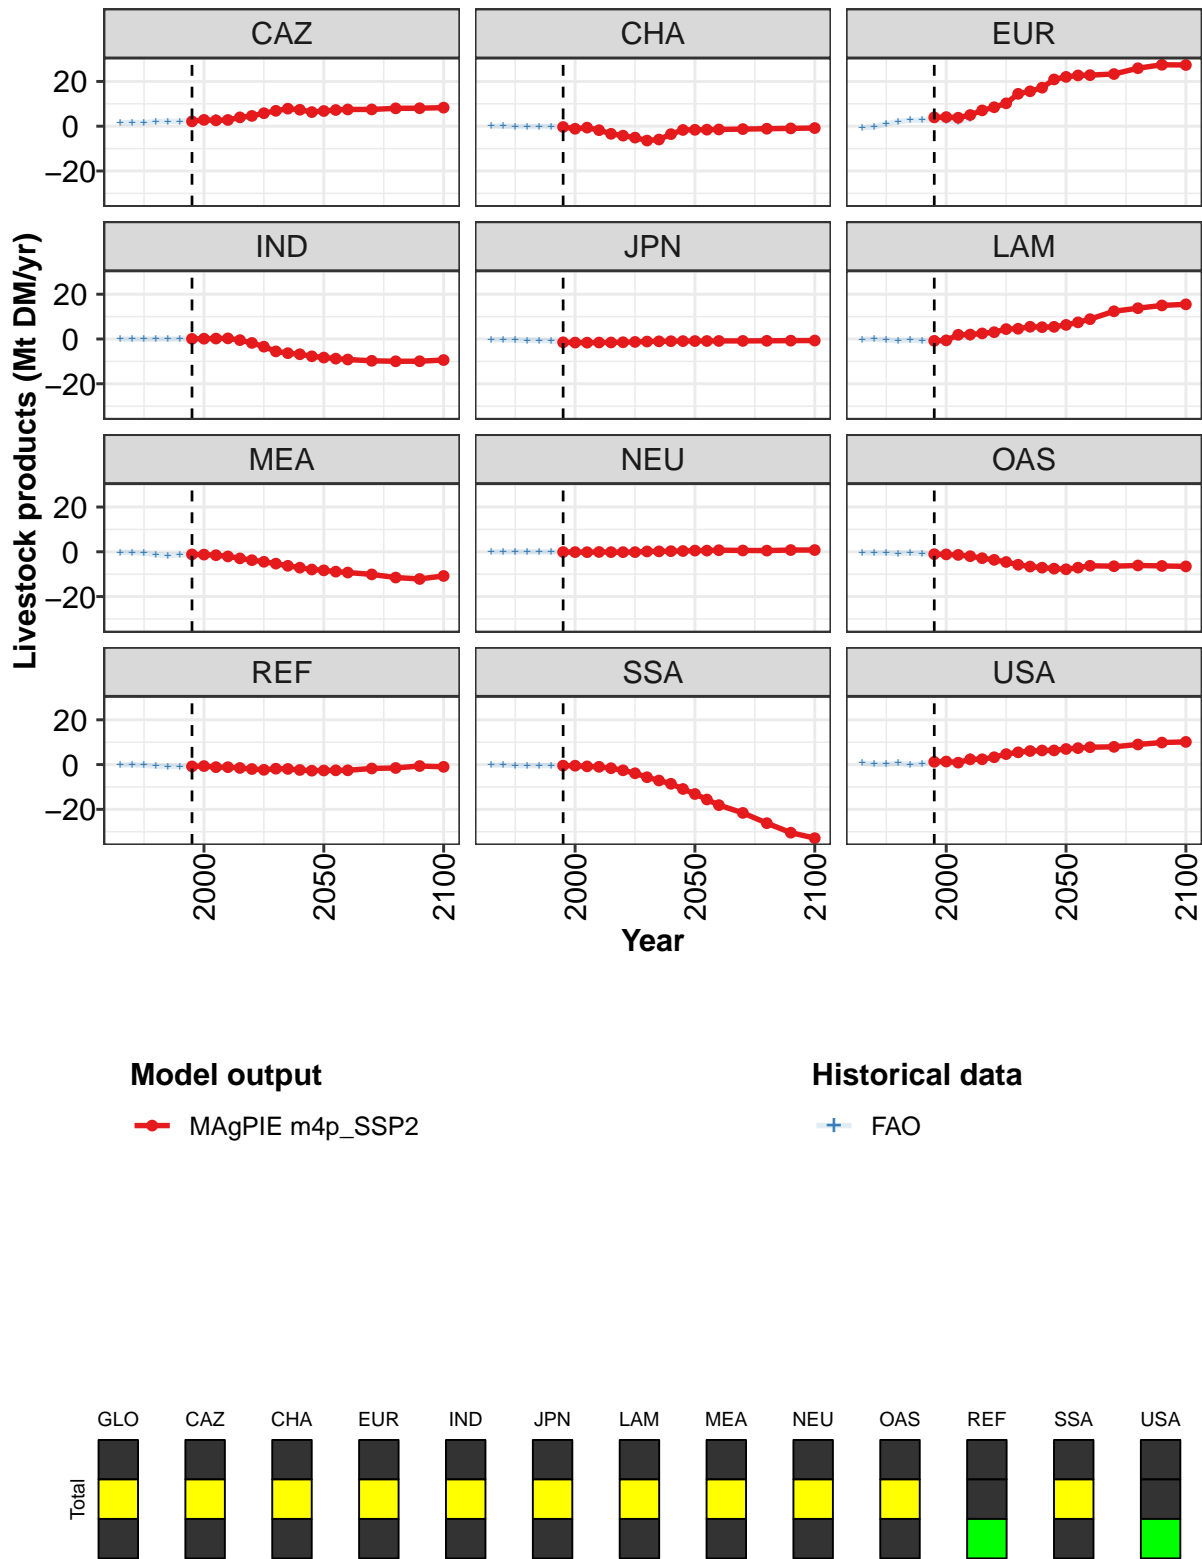 CAZ CHA EUR
20
0
−20
IND JPN LAM
20
0
−20
MEA NEU OAS
20
0
−20
REF SSA USA
20
0
−20
2000 2050 2100 2000 2050 2100 2000 2050 2100
Year
Livestock products (Mt DM/yr)
Model output
MAgPIE m4p_SSP2
Historical data
FAO
GLO CAZ CHA EUR IND JPN LAM MEA NEU OAS REF SSA USA
Total